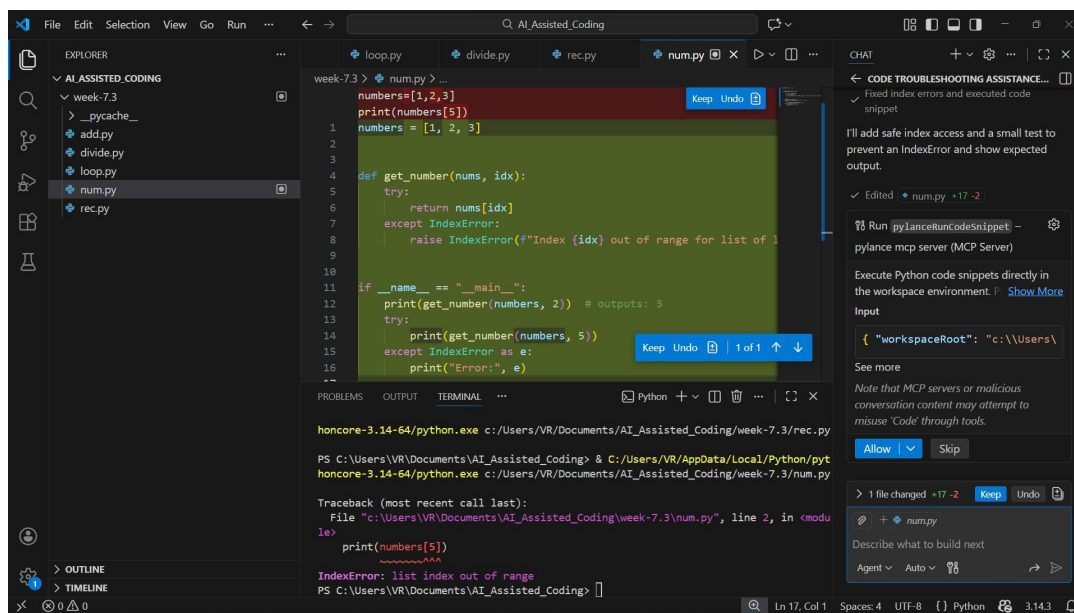 File Edit Selection View Go Run ...
AI_Assisted_Coding
EXPLORER ...
AI_ASSISTED_CODING
week-7.3
__pycache__
add.py
divide.py
loop.py
num.py
rec.py
OUTLINE
TIMELINE
loop.py divide.py rec.py num.py
week-7.3 > num.py > ...
numbers=[1,2,3]
print(numbers[5])
Keep Undo
1 numbers = [1, 2, 3]
2
3
4 def get_number(nums, idx):
5 try:
6 return nums[idx]
7 except IndexError:
8 raise IndexError(f"Index {idx} out of range for list of l
9
10
11 if __name__ == "__main__":
12 print(get_number(numbers, 2)) # outputs: 3
13 try:
14 print(get_number(numbers, 5))
15 except IndexError as e:
16 print("Error:", e)
Keep Undo 1 of 1
PROBLEMS OUTPUT TERMINAL ... Python
honcore-3.14-64/python.exe c:/Users/VR/Documents/AI_Assisted_Coding/week-7.3/rec.py
PS C:\Users\VR\Documents\AI_Assisted_Coding> & C:/Users/VR/AppData/Local/Python/pyt
honcore-3.14-64/python.exe c:/Users/VR/Documents/AI_Assisted_Coding/week-7.3/num.py
Traceback (most recent call last):
File "c:\Users\VR\Documents\AI_Assisted_Coding\week-7.3\num.py", line 2, in <modu
le>
print(numbers[5])
~~~~~~~^^^
IndexError: list index out of range
PS C:\Users\VR\Documents\AI_Assisted_Coding>
CHAT
CODE TROUBLESHOOTING ASSISTANCE...
Fixed index errors and executed code
snippet
I'll add safe index access and a small test to
prevent an IndexError and show expected
output.
Edited num.py +17 -2
Run pylanceRunCodeSnippet -
pylance mcp server (MCP Server)
Execute Python code snippets directly in
the workspace environment. P Show More
Input
{ "workspaceRoot": "c:\\Users\
See more
Note that MCP servers or malicious
conversation content may attempt to
misuse 'Code' through tools.
Allow Skip
1 file changed +17 -2 Keep Undo
num.py
Describe what to build next
Agent Auto
1
0 0 Ln 17, Col 1 Spaces: 4 UTF-8 {} Python 3.14.3